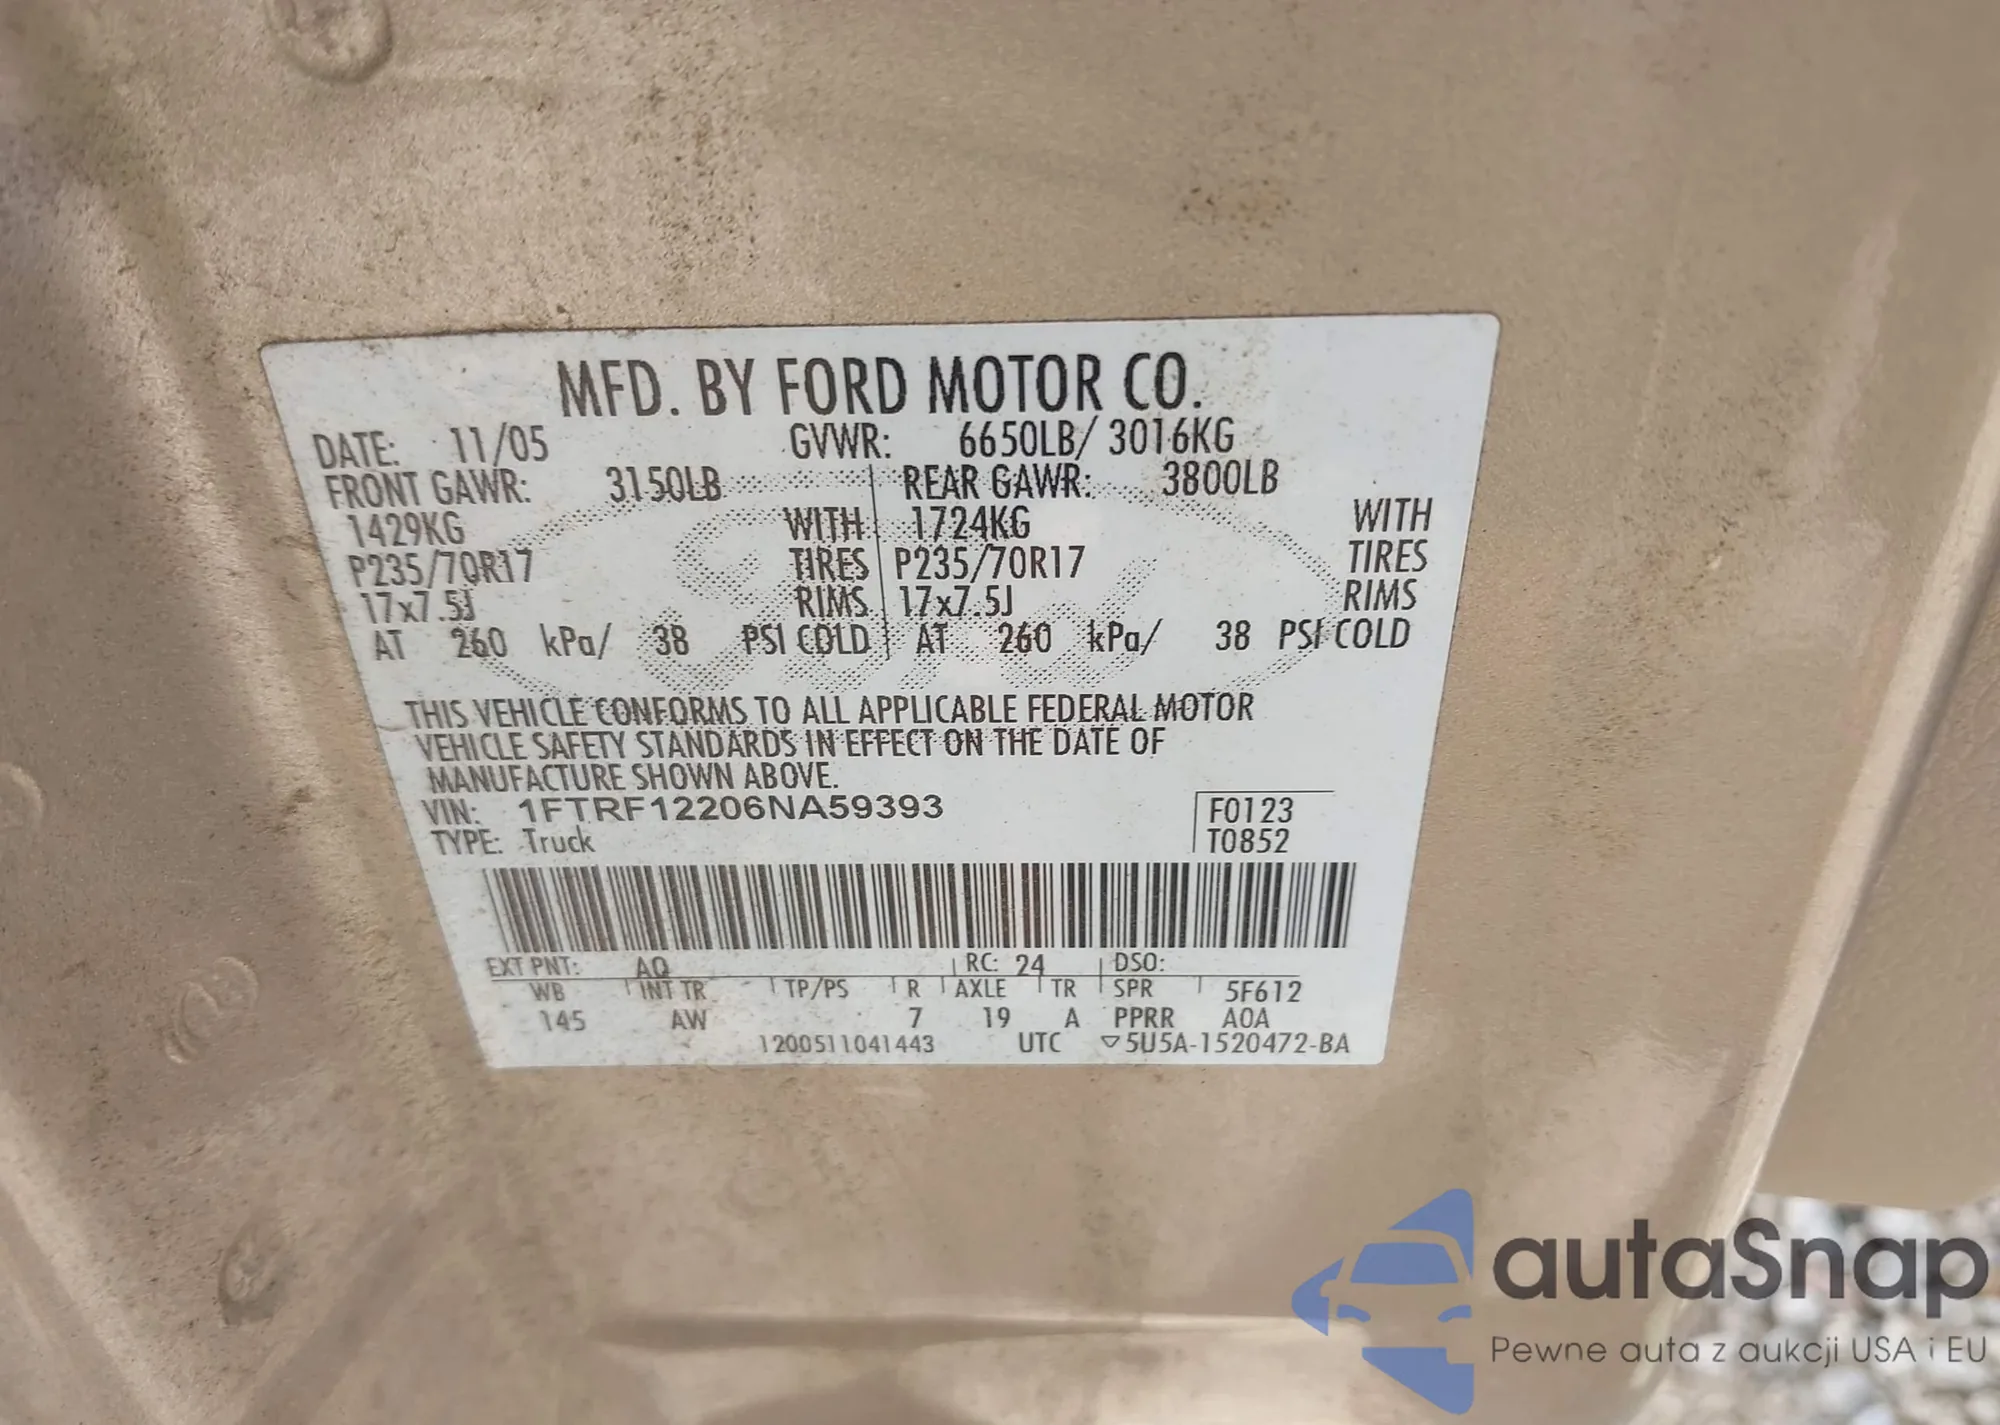 MFD. BY FORD MOTOR CO.
DATE: 11/05 GVWR: 6650LB/ 3016KG
FRONT GAWR: 3150LB REAR GAWR: 3800LB
1429KG WITH 1724KG WITH
P235/70R17 TIRES P235/70R17 TIRES
17x7.5J RIMS 17x7.5J RIMS
AT 260 kPa/ 38 PSI COLD AT 260 kPa/ 38 PSI COLD
THIS VEHICLE CONFORMS TO ALL APPLICABLE FEDERAL MOTOR
VEHICLE SAFETY STANDARDS IN EFFECT ON THE DATE OF
MANUFACTURE SHOWN ABOVE.
VIN: 1FTRF12206NA59393 F0123
TYPE: Truck T0852
EXT PNT: AQ RC: 24 DSO:
WB INT TR TP/PS R AXLE TR SPR 5F612
145 AW 7 19 A PPRR A0A
1200511041443 UTC ▽5U5A-1520472-BA
autaSnap
Pewne auta z aukcji USA i EU